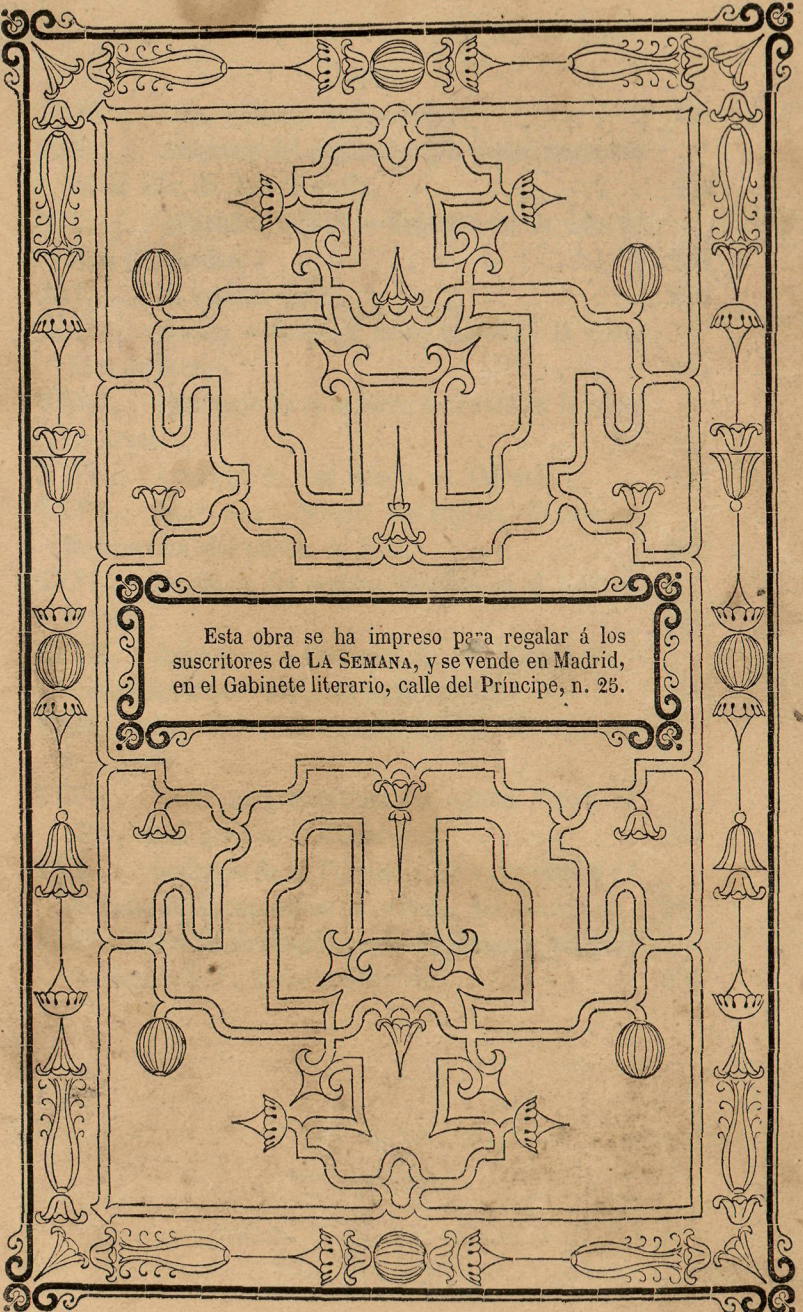 Esta obra se ha impreso para regalar á los
suscritores de LA SEMANA, y se vende en Madrid,
en el Gabinete literario, calle del Príncipe, n. 25.